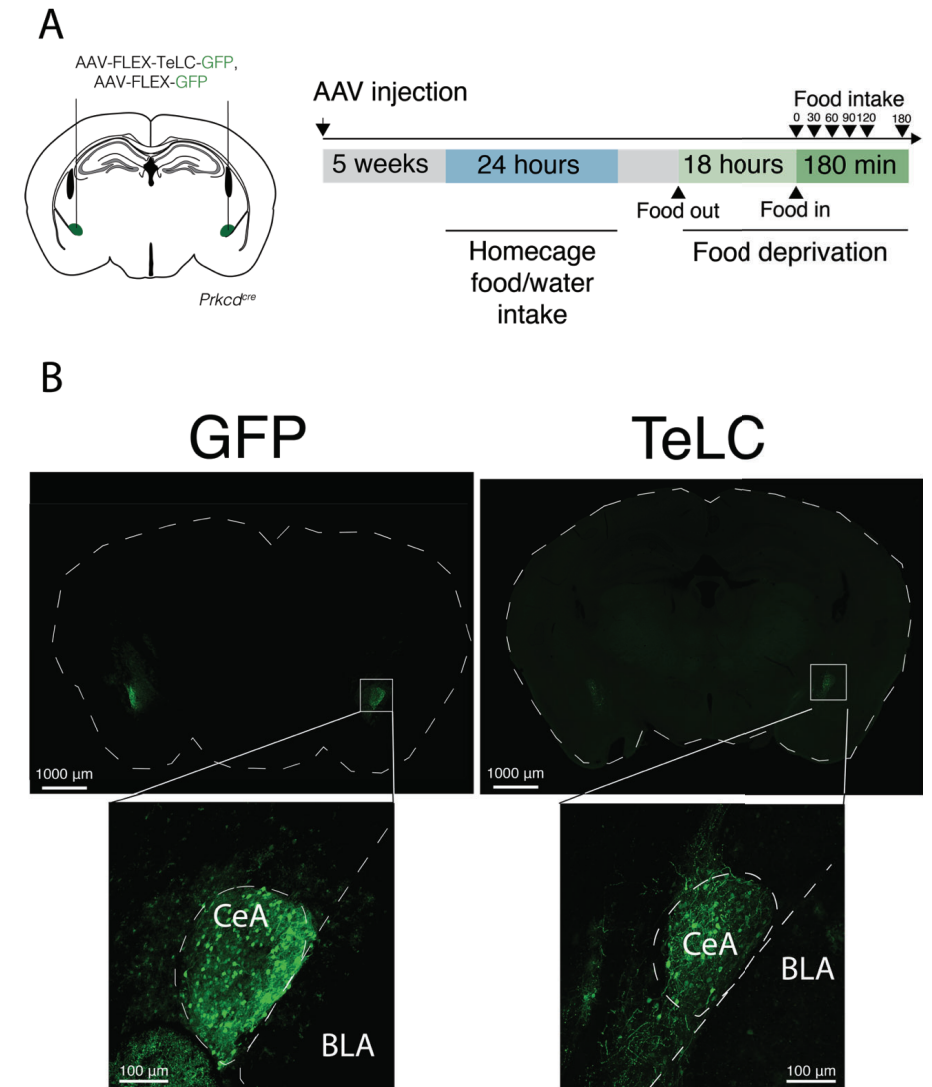 A
AAV-FLEX-TeLC-GFP,
AAV-FLEX-GFP
Prkcdcre
AAV injection
Food intake
0 30 60 90 120 180
5 weeks 24 hours 18 hours 180 min
Food out Food in
Homecage
food/water
intake
Food deprivation
B
GFP TeLC
1000 µm 1000 µm
CeA CeA
BLA BLA
100 µm 100 µm